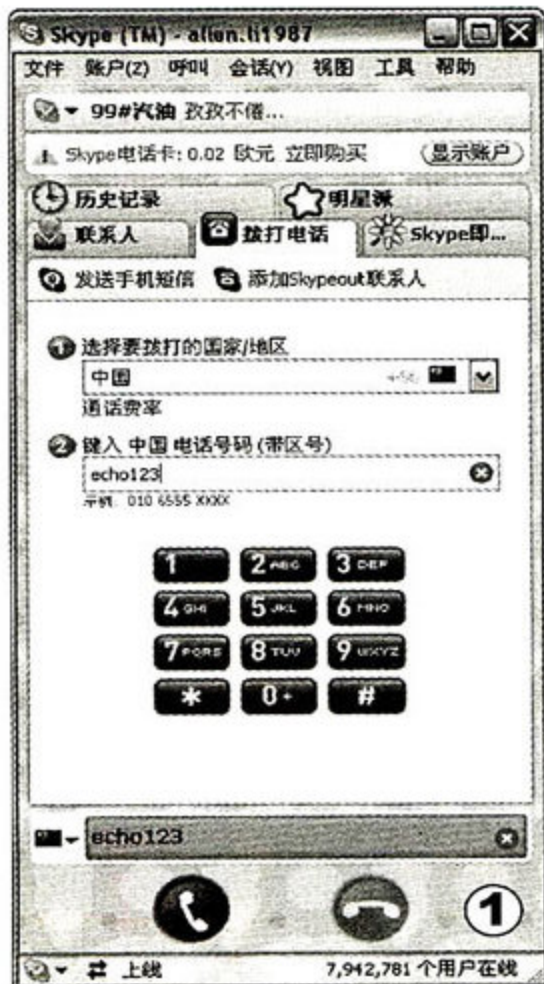 Skype (TM) - allen.li1987
文件 账户(Z) 呼叫 会话(Y) 视图 工具 帮助
99#汽油 孜孜不倦...
Skype电话卡: 0.02 欧元 立即购买 (显示账户)
历史记录 明星派
联系人 拨打电话 Skype即...
发送手机短信 添加Skypeout联系人
1 选择要拨打的国家/地区
中国
通话费率
2 键入 中国 电话号码 (带区号)
echo123
示例: 010 6555 XXXX
1 2 ABC 3 DEF
4 GHI 5 JKL 6 MNO
7 PQRS 8 TUV 9 WXYZ
* 0+ #
echo123
①
上线 7,942,781 个用户在线